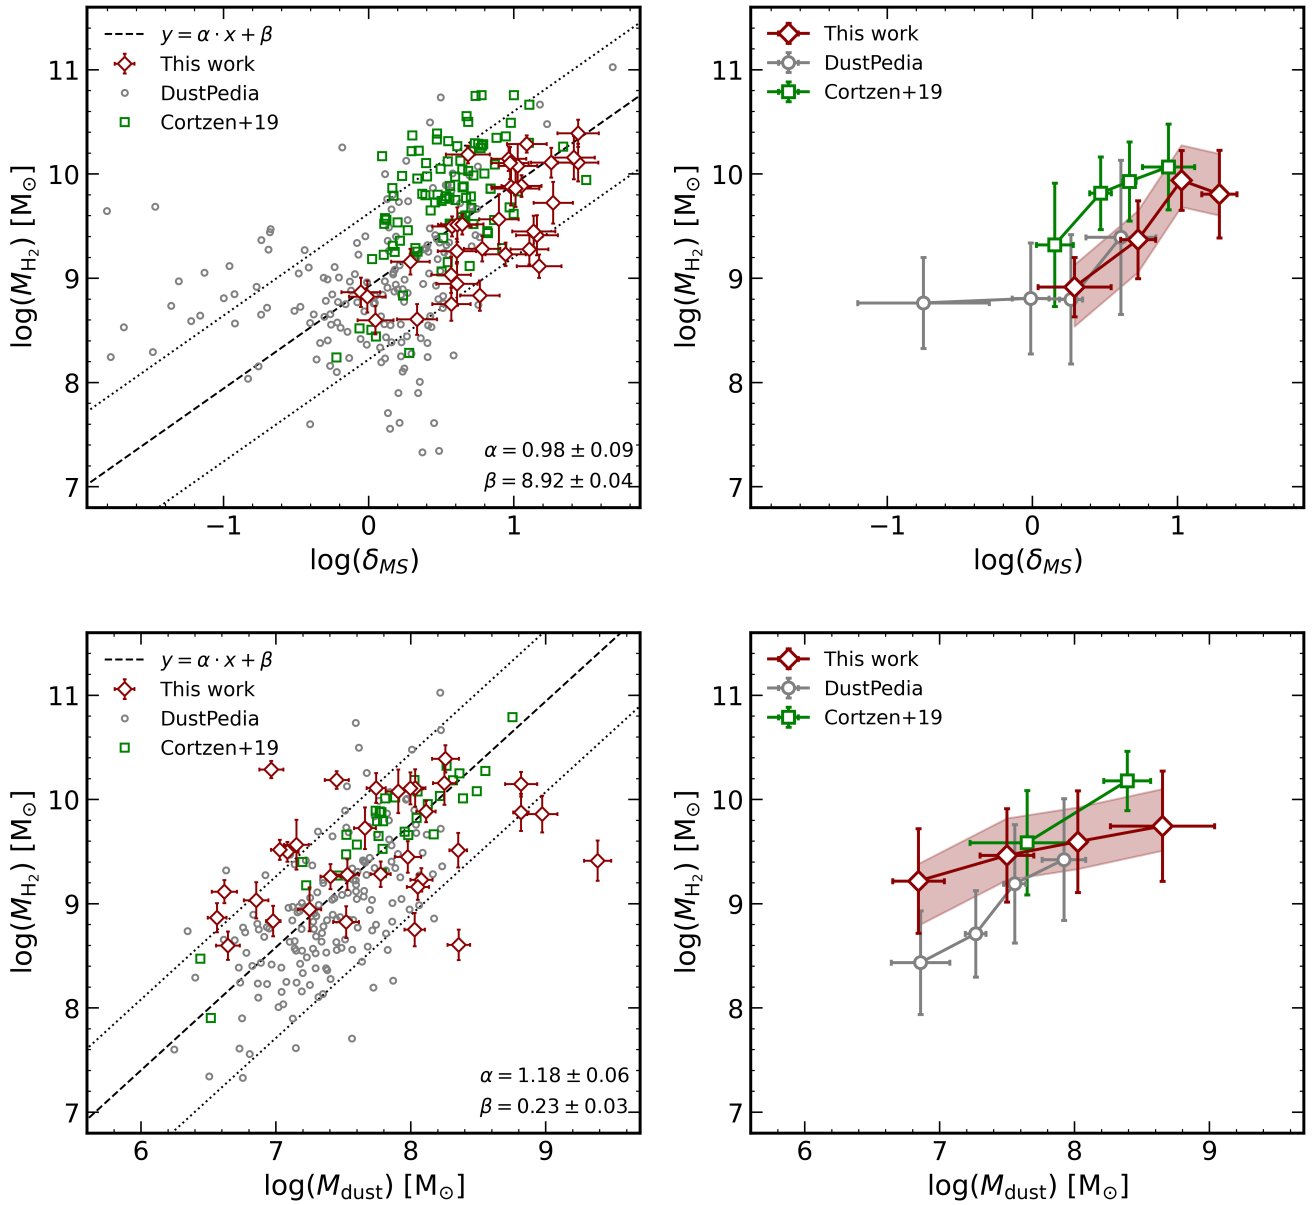 y = α · x + β
This work
DustPedia
Cortzen+19
11
10
9
8
7
log(M_H₂) [M⊙]
α = 0.98 ± 0.09
β = 8.92 ± 0.04
−1 0 1
log(δ_MS)
This work
DustPedia
Cortzen+19
11
10
9
8
7
log(M_H₂) [M⊙]
−1 0 1
log(δ_MS)
y = α · x + β
This work
DustPedia
Cortzen+19
11
10
9
8
7
log(M_H₂) [M⊙]
α = 1.18 ± 0.06
β = 0.23 ± 0.03
6 7 8 9
log(M_dust) [M⊙]
This work
DustPedia
Cortzen+19
11
10
9
8
7
log(M_H₂) [M⊙]
6 7 8 9
log(M_dust) [M⊙]